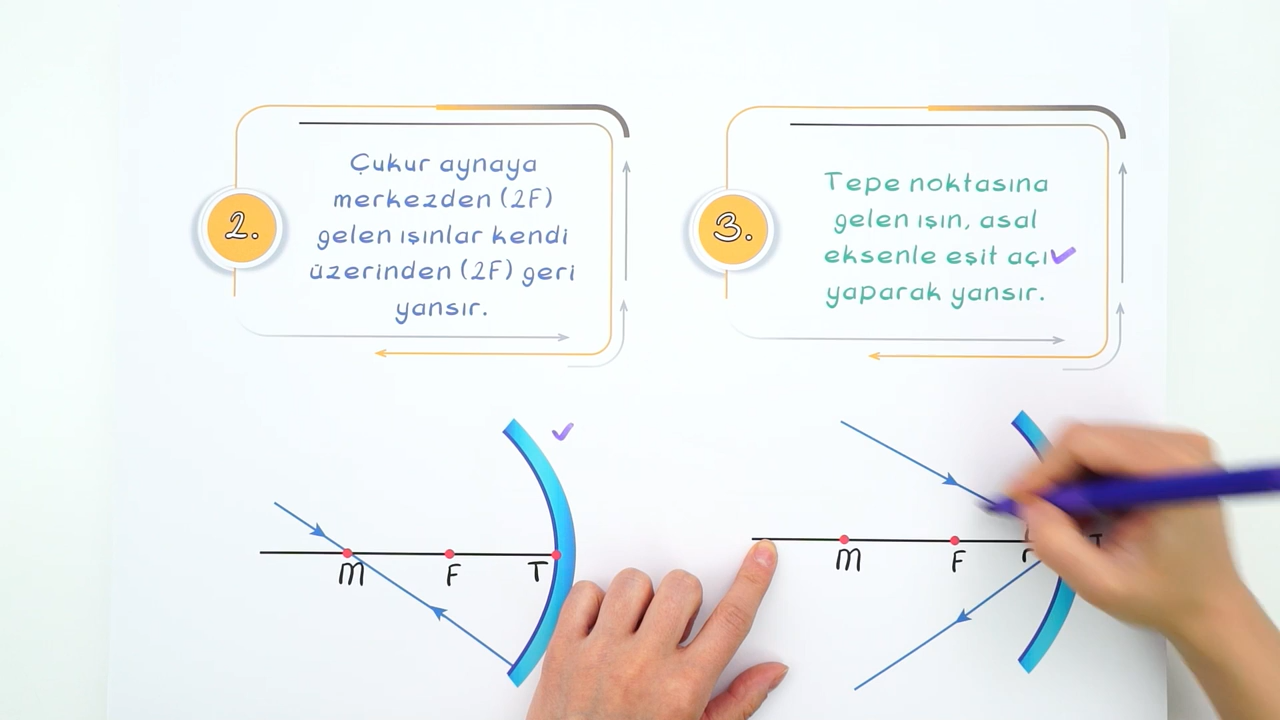 2.
Çukur aynaya
merkezden (2F)
gelen ışınlar kendi
üzerinden (2F) geri
yansır.
3.
Tepe noktasına
gelen ışın, asal
eksenle eşit açı
yaparak yansır.
M
F
T
M
F
T